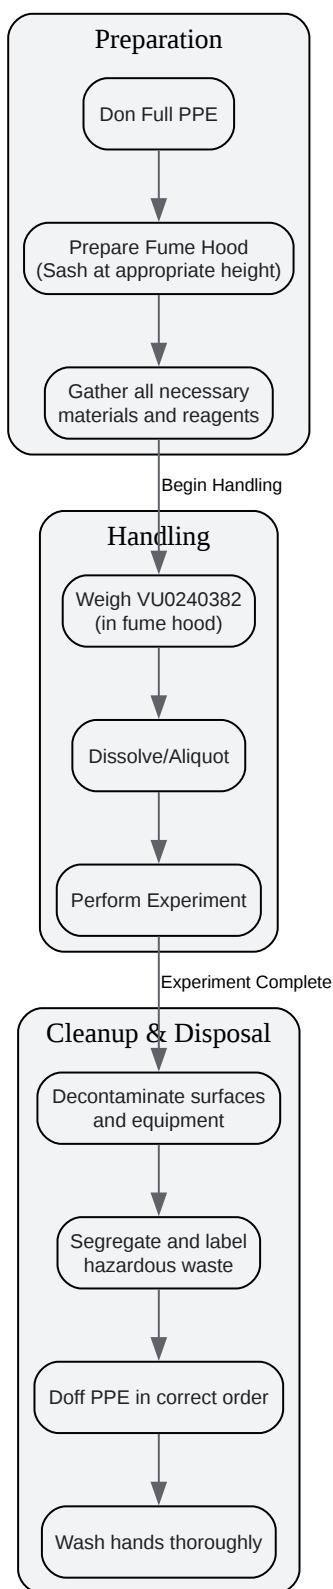 Preparation
Don Full PPE
Prepare Fume Hood
(Sash at appropriate height)
Gather all necessary
materials and reagents
Begin Handling
Handling
Weigh VU0240382
(in fume hood)
Dissolve/Aliquot
Perform Experiment
Experiment Complete
Cleanup & Disposal
Decontaminate surfaces
and equipment
Segregate and label
hazardous waste
Doff PPE in correct order
Wash hands thoroughly